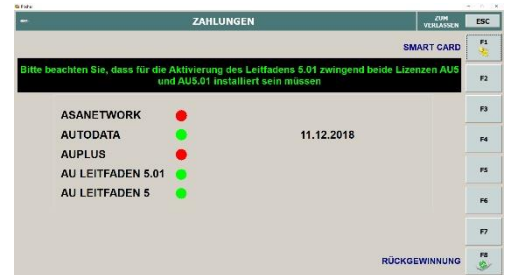 ZAHLUNGEN
ZUM VERLASSEN
ESC
SMART CARD
F1
Bitte beachten Sie, dass für die Aktivierung des Leitfadens 5.01 zwingend beide Lizenzen AU5
und AU5.01 installiert sein müssen
F2
ASANETWORK
F3
AUTODATA
11.12.2018
F4
AUPLUS
AU LEITFADEN 5.01
F5
AU LEITFADEN 5
F6
F7
RÜCKGEWINNUNG
F8